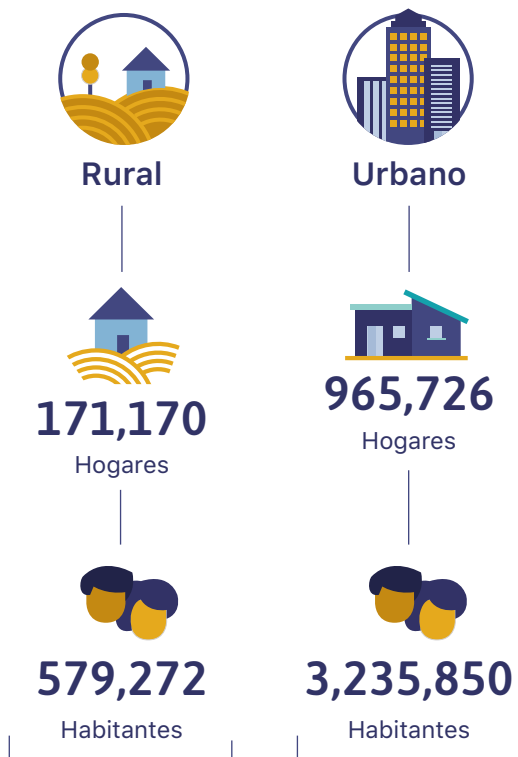 Rural
Urbano
171,170
Hogares
965,726
Hogares
579,272
Habitantes
3,235,850
Habitantes